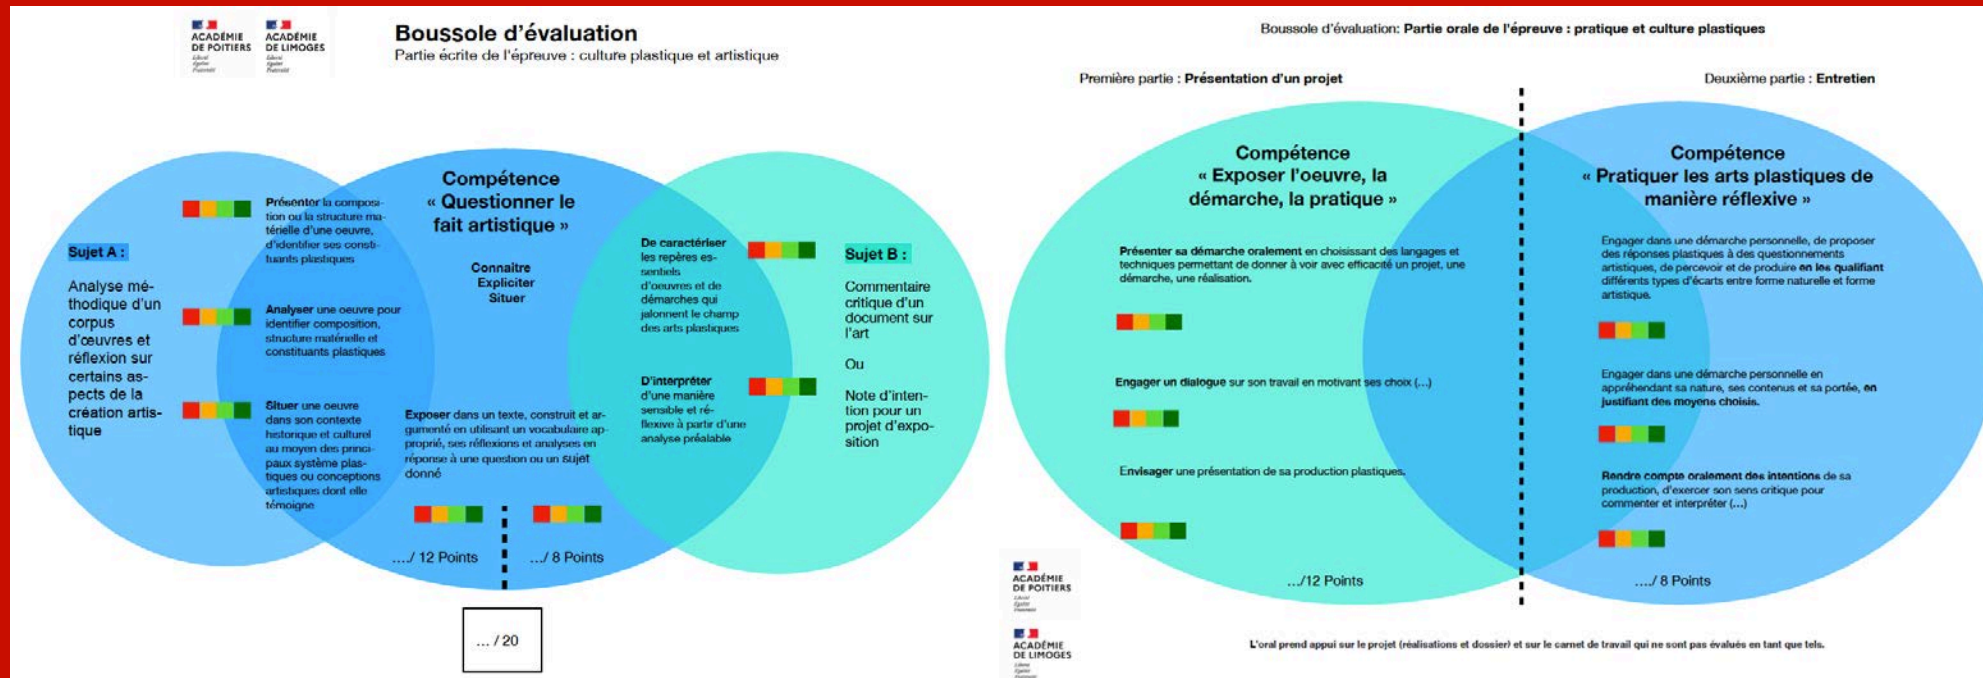 ACADÉMIE
DE POITIERS
Liberté
Égalité
Fraternité
ACADÉMIE
DE LIMOGES
Liberté
Égalité
Fraternité
Boussole d'évaluation
Partie écrite de l'épreuve : culture plastique et artistique
Sujet A :
Analyse mé-
thodique d'un
corpus
d'œuvres et
réflexion sur
certains as-
pects de la
création artis-
tique
Présenter la composi-
tion ou la structure ma-
térielle d'une oeuvre,
d'identifier ses consti-
tuants plastiques
Analyser une oeuvre pour
identifier composition,
structure matérielle et
constituants plastiques
Situer une oeuvre
dans son contexte
historique et culturel
au moyen des princi-
paux système plas-
tiques ou conceptions
artistiques dont elle
témoigne
Compétence
« Questionner le
fait artistique »
Connaitre
Expliciter
Situer
Exposer dans un texte, construit et ar-
gumenté en utilisant un vocabulaire ap-
proprié, ses réflexions et analyses en
réponse à une question ou un sujet
donné
..../ 12 Points
.../ 8 Points
... / 20
De caractériser
les repères es-
sentiels
d'oeuvres et de
démarches qui
jalonnent le champ
des arts plastiques
D'interpréter
d'une manière
sensible et ré-
flexive à partir d'une
analyse préalable
Sujet B :
Commentaire
critique d'un
document sur
l'art
Ou
Note d'inten-
tion pour un
projet d'expo-
sition
Boussole d'évaluation: Partie orale de l'épreuve : pratique et culture plastiques
Première partie : Présentation d'un projet
Deuxième partie : Entretien
Compétence
« Exposer l'oeuvre, la
démarche, la pratique »
Présenter sa démarche oralement en choisissant des langages et
techniques permettant de donner à voir avec efficacité un projet, une
démarche, une réalisation.
Engager un dialogue sur son travail en motivant ses choix (...)
Envisager une présentation de sa production plastiques.
.../12 Points
Compétence
« Pratiquer les arts plastiques de
manière réflexive »
Engager dans une démarche personnelle, de proposer
des réponses plastiques à des questionnements
artistiques, de percevoir et de produire en les qualifiant
différents types d'écarts entre forme naturelle et forme
artistique.
Engager dans une démarche personnelle en
appréhendant sa nature, ses contenus et sa portée, en
justifiant des moyens choisis.
Rendre compte oralement des intentions de sa
production, d'exercer son sens critique pour
commenter et interpréter (...)
..../ 8 Points
ACADÉMIE
DE POITIERS
Liberté
Égalité
Fraternité
ACADÉMIE
DE LIMOGES
Liberté
Égalité
L'oral prend appui sur le projet (réalisations et dossier) et sur le carnet de travail qui ne sont pas évalués en tant que tels.